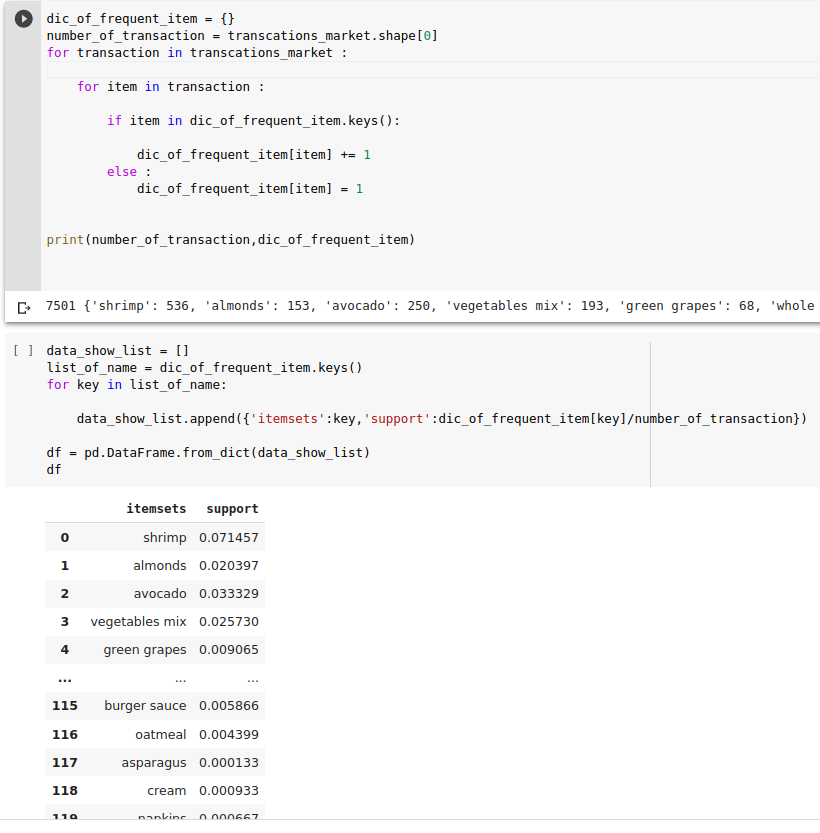 dic_of_frequent_item = {}
number_of_transaction = transcations_market.shape[0]
for transaction in transcations_market :
for item in transaction :
if item in dic_of_frequent_item.keys():
dic_of_frequent_item[item] += 1
else :
dic_of_frequent_item[item] = 1
print(number_of_transaction,dic_of_frequent_item)
7501 {'shrimp': 536, 'almonds': 153, 'avocado': 250, 'vegetables mix': 193, 'green grapes': 68, 'whole
[ ] data_show_list = []
list_of_name = dic_of_frequent_item.keys()
for key in list_of_name:
data_show_list.append({'itemsets':key,'support':dic_of_frequent_item[key]/number_of_transaction})
df = pd.DataFrame.from_dict(data_show_list)
df
itemsets support
0 shrimp 0.071457
1 almonds 0.020397
2 avocado 0.033329
3 vegetables mix 0.025730
4 green grapes 0.009065
... ... ...
115 burger sauce 0.005866
116 oatmeal 0.004399
117 asparagus 0.000133
118 cream 0.000933
119 napkins 0.000667